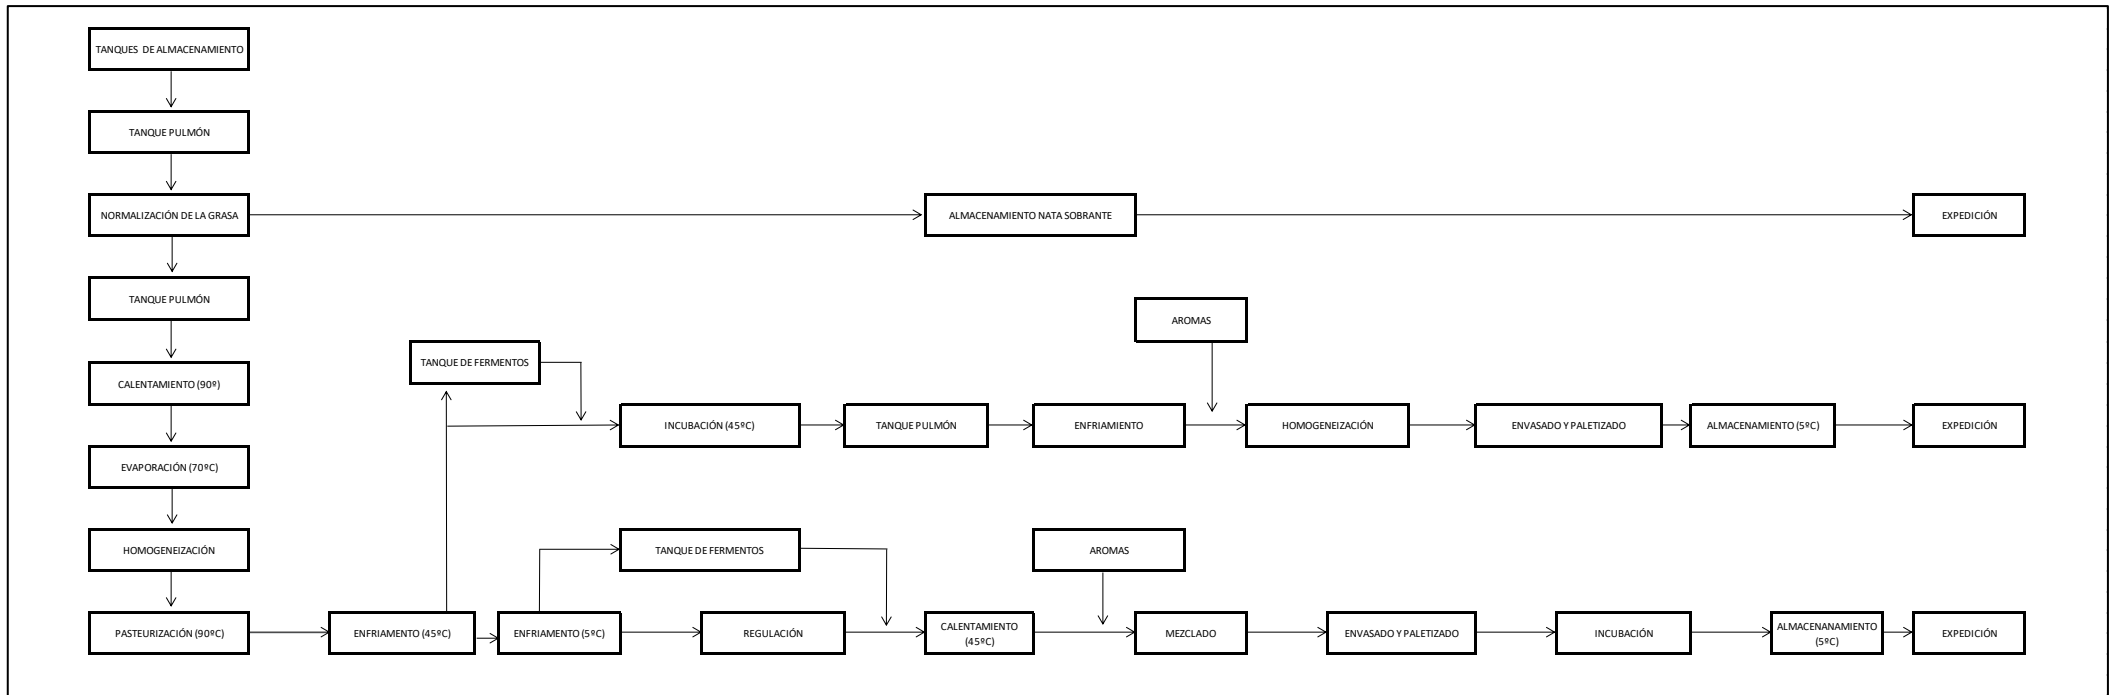 TANQUES DE ALMACENAMIENTO
TANQUE PULMÓN
NORMALIZACIÓN DE LA GRASA
ALMACENAMIENTO NATA SOBRANTE
EXPEDICIÓN
TANQUE PULMÓN
AROMAS
TANQUE DE FERMENTOS
CALENTAMIENTO (90º)
INCUBACIÓN (45ºC)
TANQUE PULMÓN
ENFRIAMIENTO
HOMOGENEIZACIÓN
ENVASADO Y PALETIZADO
ALMACENAMIENTO (5ºC)
EXPEDICIÓN
EVAPORACIÓN (70ºC)
HOMOGENEIZACIÓN
TANQUE DE FERMENTOS
AROMAS
PASTEURIZACIÓN (90ºC)
ENFRIAMENTO (45ºC)
ENFRIAMENTO (5ºC)
REGULACIÓN
CALENTAMIENTO
(45ºC)
MEZCLADO
ENVASADO Y PALETIZADO
INCUBACIÓN
ALMACENANAMIENTO
(5ºC)
EXPEDICIÓN